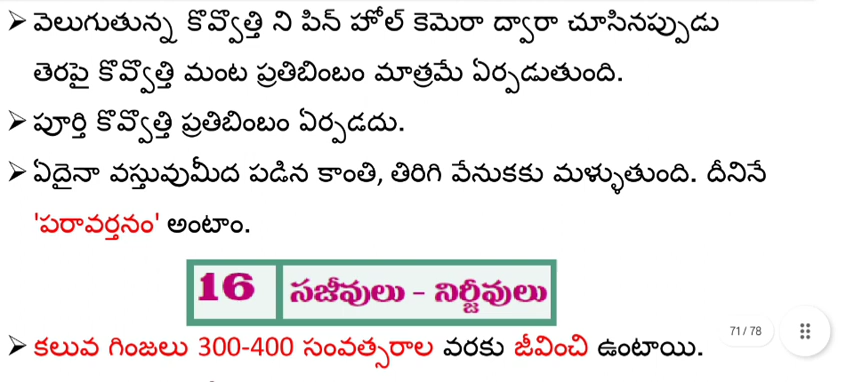 ➤ వెలుగుతున్న కొవ్వొత్తి ని పిన్ హోల్ కెమెరా ద్వారా చూసినప్పుడు
తెరపై కొవ్వొత్తి మంట ప్రతిబింబం మాత్రమే ఏర్పడుతుంది.
➤ పూర్తి కొవ్వొత్తి ప్రతిబింబం ఏర్పడదు.
➤ ఏదైనా వస్తువుమీద పడిన కాంతి, తిరిగి వేనుకకు మళ్ళుతుంది. దీనినే
'పరావర్తనం' అంటాం.
16 సజీవులు - నిర్జీవులు
71 / 78
➤ కలువ గింజలు 300-400 సంవత్సరాల వరకు జీవించి ఉంటాయి.